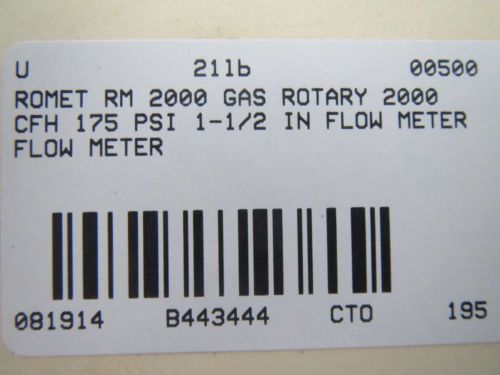 U 21lb 00500
ROMET RM 2000 GAS ROTARY 2000
CFH 175 PSI 1-1/2 IN FLOW METER
FLOW METER
081914 B443444 CTO 195